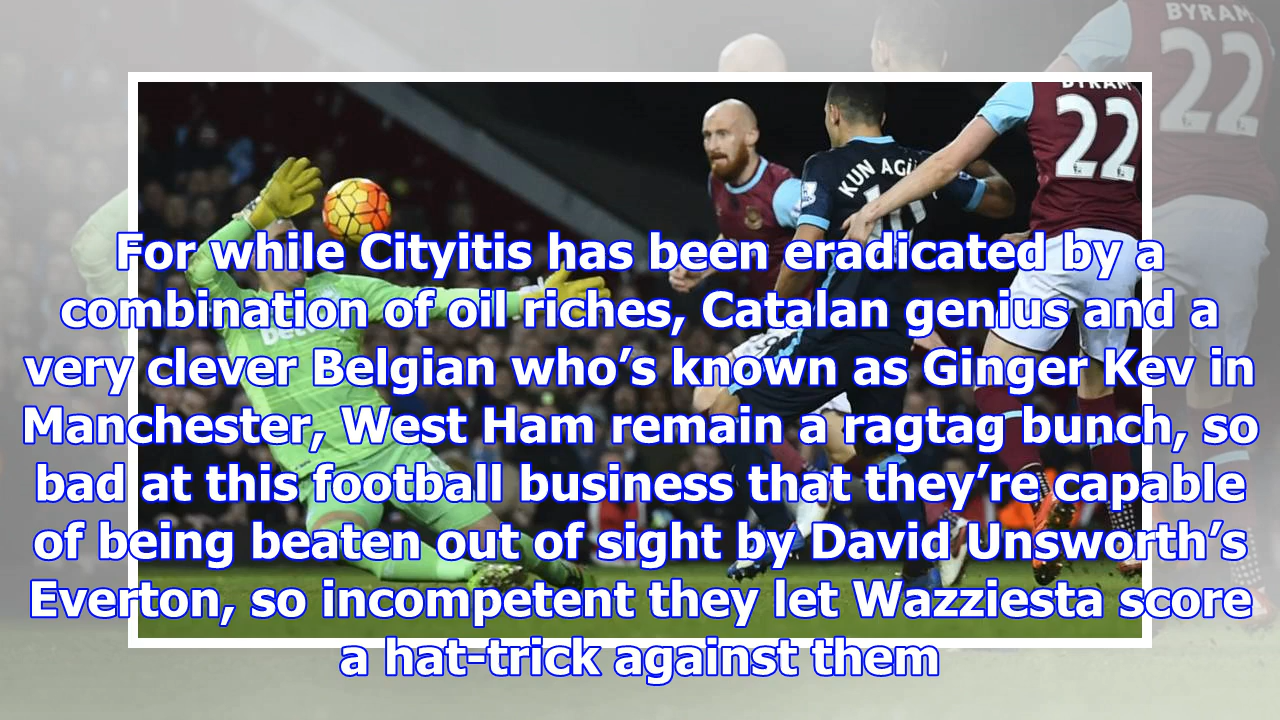 BYRAM
22
BYRAM
22
KUN AGÜ
For while Cityitis has been eradicated by a
combination of oil riches, Catalan genius and a
very clever Belgian who’s known as Ginger Kev in
Manchester, West Ham remain a ragtag bunch, so
bad at this football business that they’re capable
of being beaten out of sight by David Unsworth’s
Everton, so incompetent they let Wazziesta score
a hat-trick against them